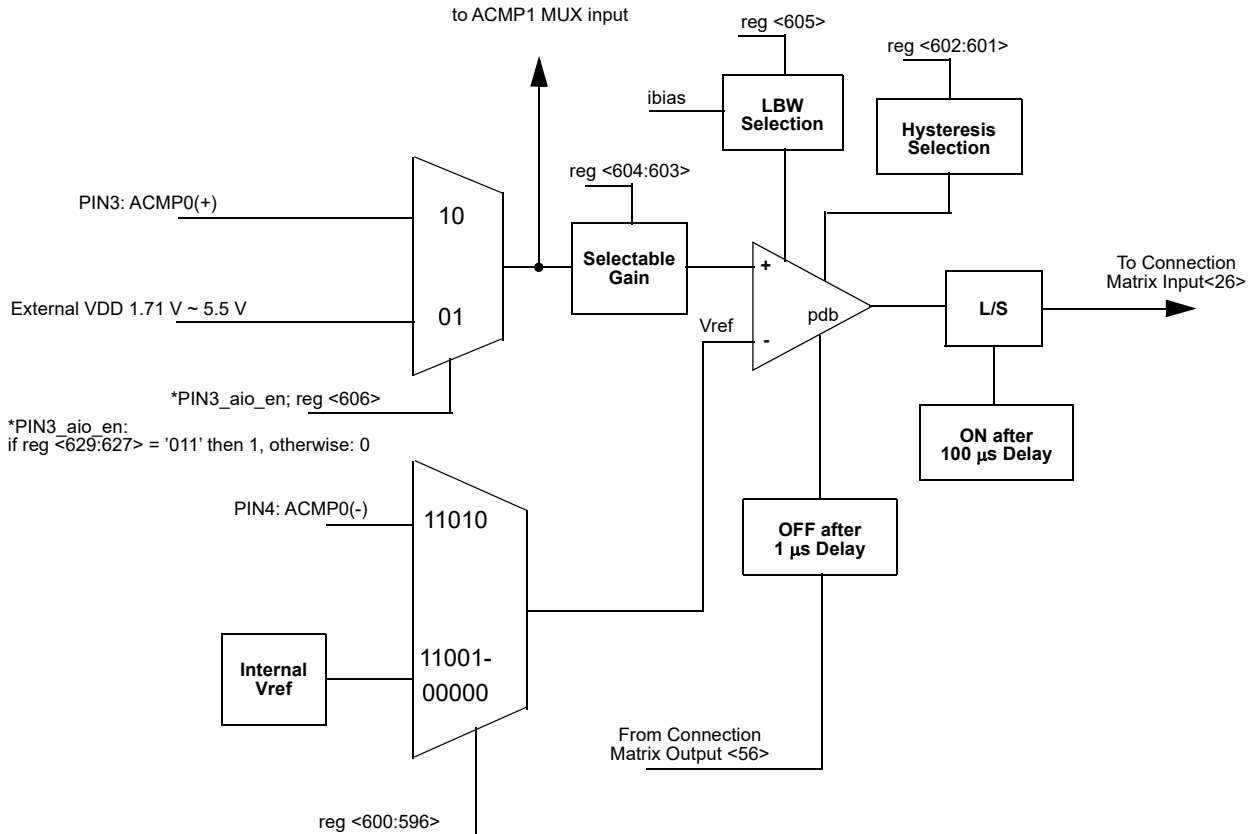 to ACMP1 MUX input
reg <605>
reg <602:601>
ibias
LBW
Selection
Hysteresis
Selection
reg <604:603>
PIN3: ACMP0(+)
10
Selectable
Gain
+
To Connection
Matrix Input<26>
External VDD 1.71 V ~ 5.5 V
01
pdb
L/S
Vref
-
*PIN3_aio_en; reg <606>
*PIN3_aio_en:
if reg <629:627> = '011' then 1, otherwise: 0
ON after
100 µs Delay
PIN4: ACMP0(-)
11010
OFF after
1 µs Delay
Internal
Vref
11001-
00000
From Connection
Matrix Output <56>
reg <600:596>